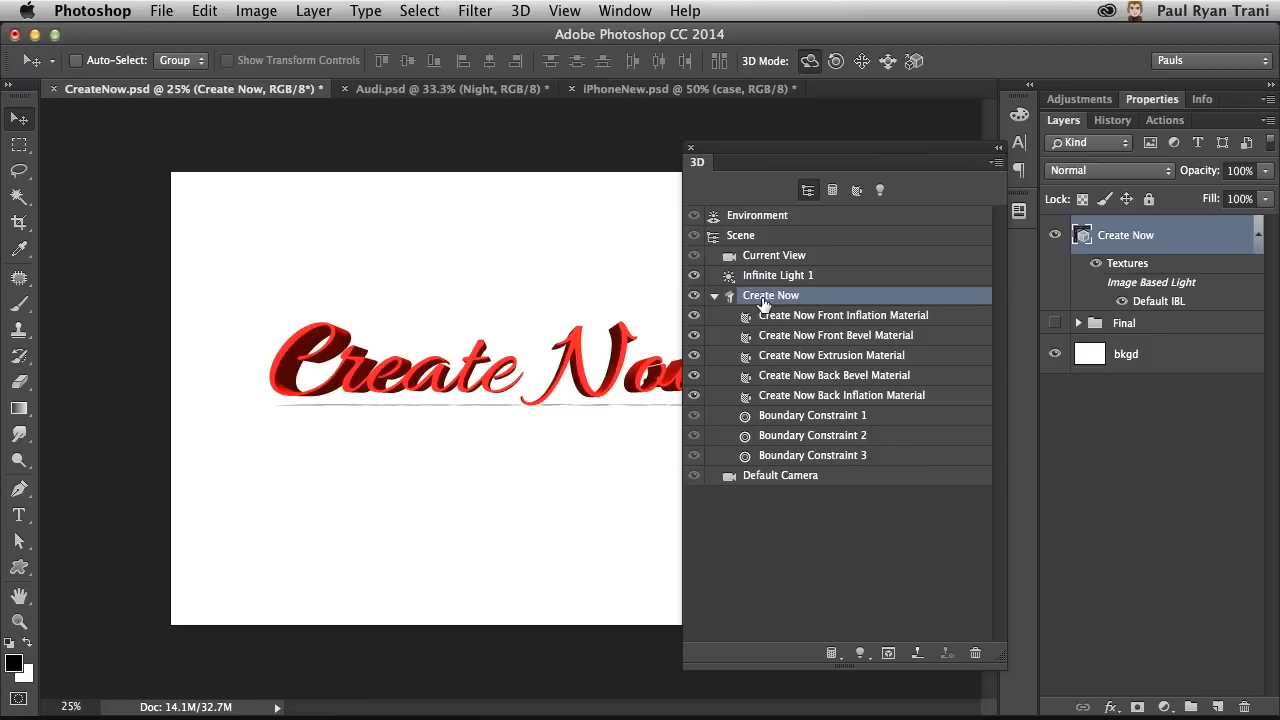 Photoshop File Edit Image Layer Type Select Filter 3D View Window Help Paul Ryan Trani
Adobe Photoshop CC 2014
Auto-Select: Group Show Transform Controls 3D Mode: Pauls
CreateNow.psd @ 25% (Create Now, RGB/8*) * Audi.psd @ 33.3% (Night, RGB/8) * iPhoneNew.psd @ 50% (case, RGB/8) *
Adjustments Properties Info
Layers History Actions
Kind
Normal Opacity: 100%
Lock: Fill: 100%
Create Now
Textures
Image Based Light
Default IBL
Final
bkgd
3D
Environment
Scene
Current View
Infinite Light 1
Create Now
Create Now Front Inflation Material
Create Now Front Bevel Material
Create Now Extrusion Material
Create Now Back Bevel Material
Create Now Back Inflation Material
Boundary Constraint 1
Boundary Constraint 2
Boundary Constraint 3
Default Camera
Create Now
25% Doc: 14.1M/32.7M